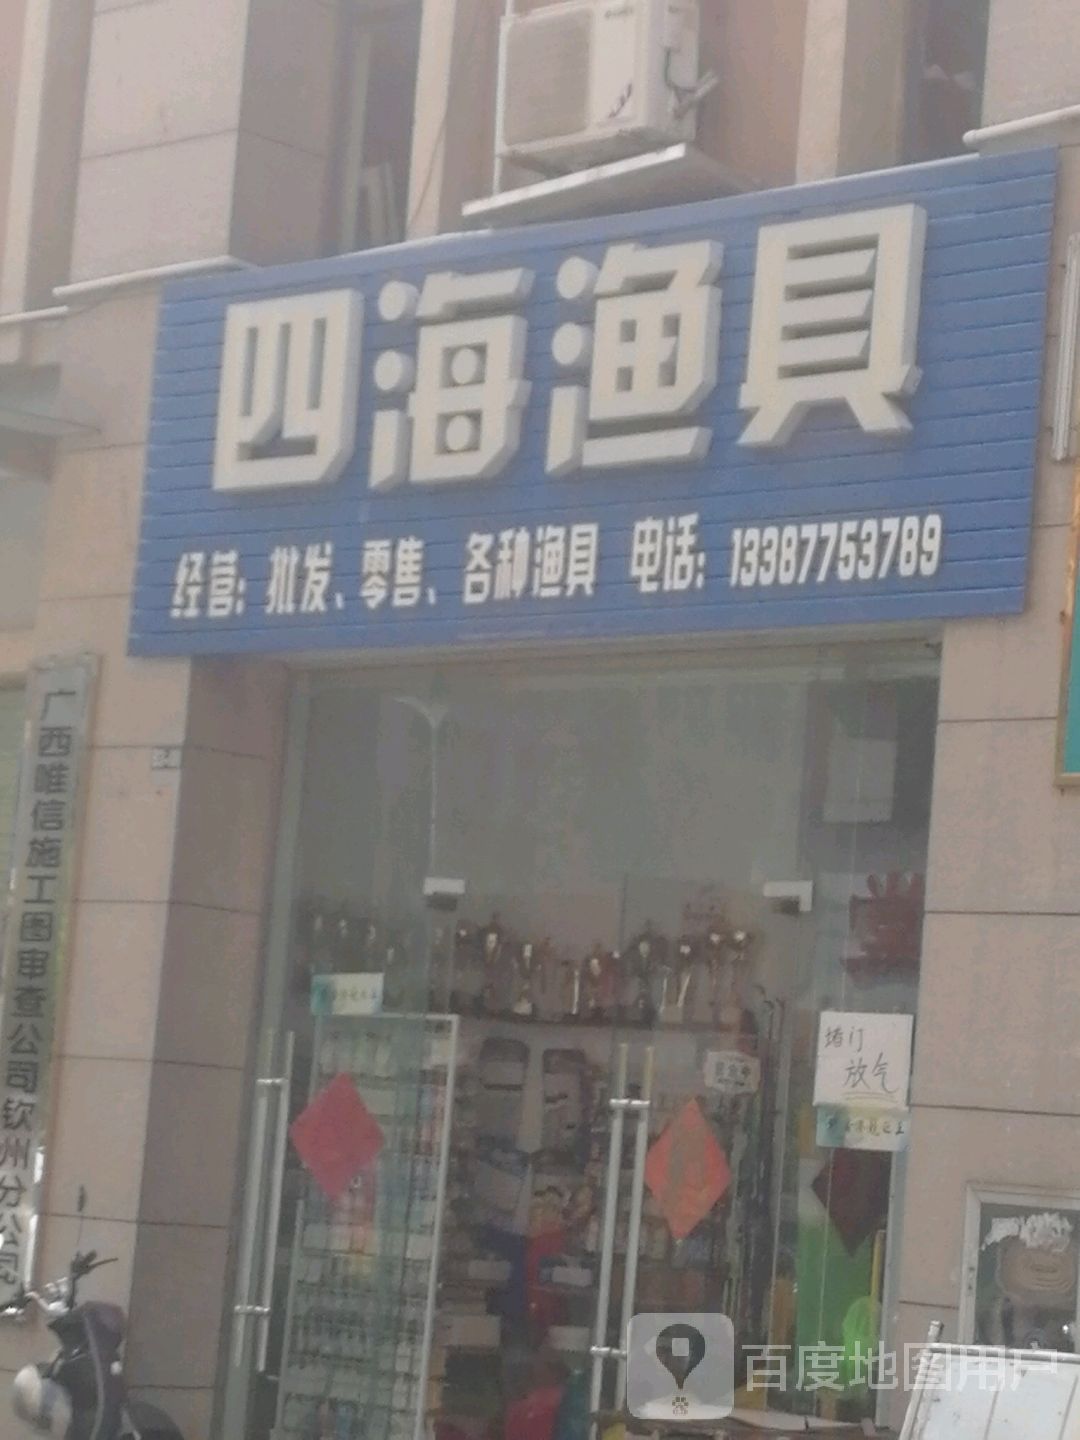 四海渔具
经营：批发、零售、各种渔具 电话：13387753789
广西唯信施工图审查公司钦州分公司
堵门
放气
百度地图用户